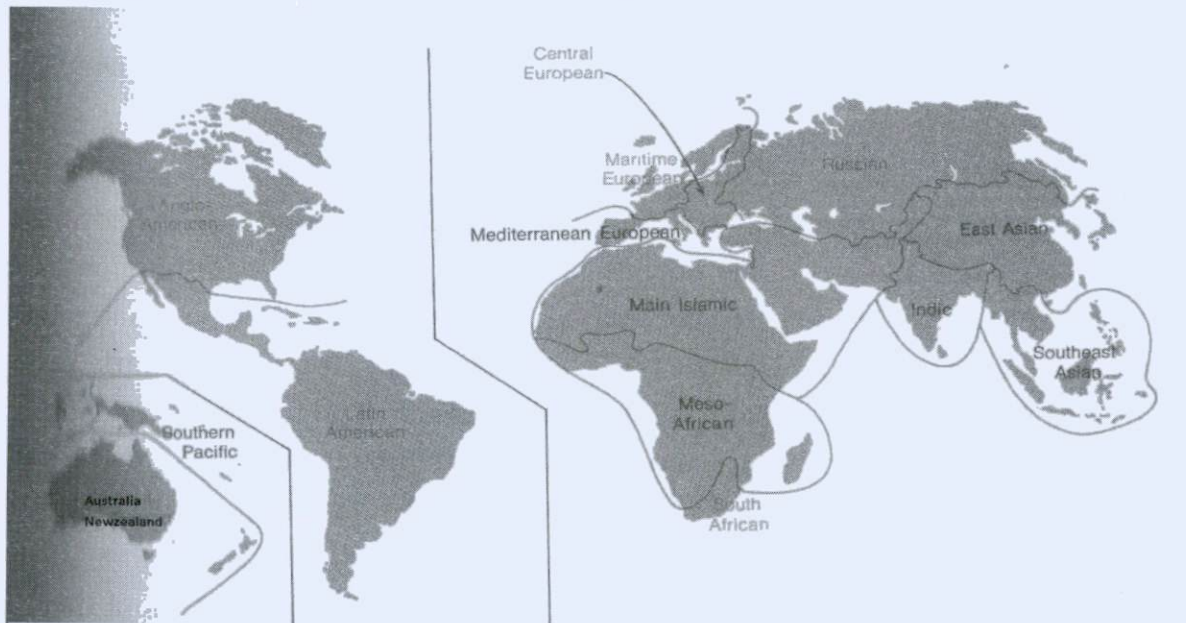 Central
European
Maritime
European
Russian
Anglo-
American
Mediterranean European
East Asian
Main Islamic
Indic
Southeast
Asian
Latin
American
Meso-
African
Southern
Pacific
Australia
Newzealand
South
African